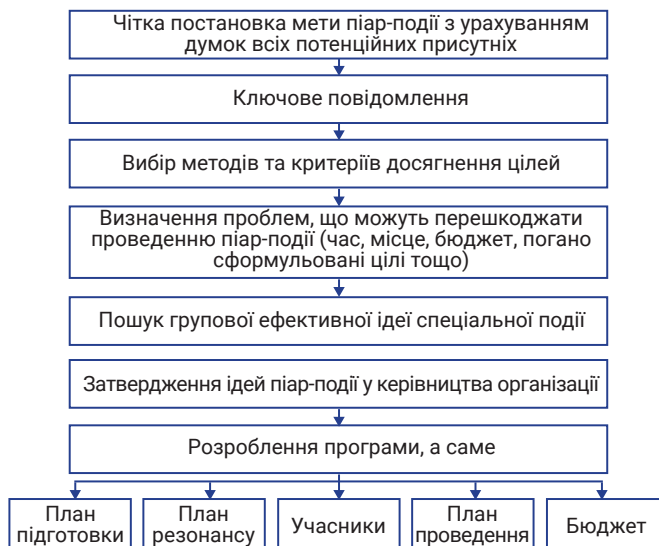 Чітка постановка мети піар-події з урахуванням
думок всіх потенційних присутніх
Ключове повідомлення
Вибір методів та критеріїв досягнення цілей
Визначення проблем, що можуть перешкоджати
проведенню піар-події (час, місце, бюджет, погано
сформульовані цілі тощо)
Пошук групової ефективної ідеї спеціальної події
Затвердження ідей піар-події у керівництва організації
Розроблення програми, а саме
План
підготовки
План
резонансу
Учасники
План
проведення
Бюджет